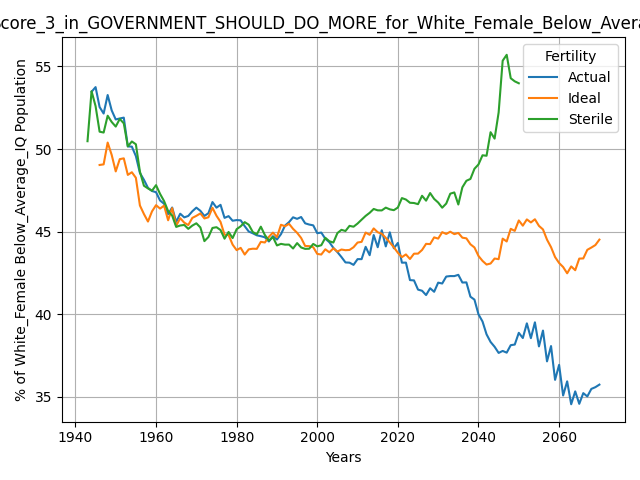 core_3_in_GOVERNMENT_SHOULD_DO_MORE_for_White_Female_Below_Avera
% of White_Female Below_Average_IQ Population
55
50
45
40
35
Fertility
Actual
Ideal
Sterile
1940 1960 1980 2000 2020 2040 2060
Years